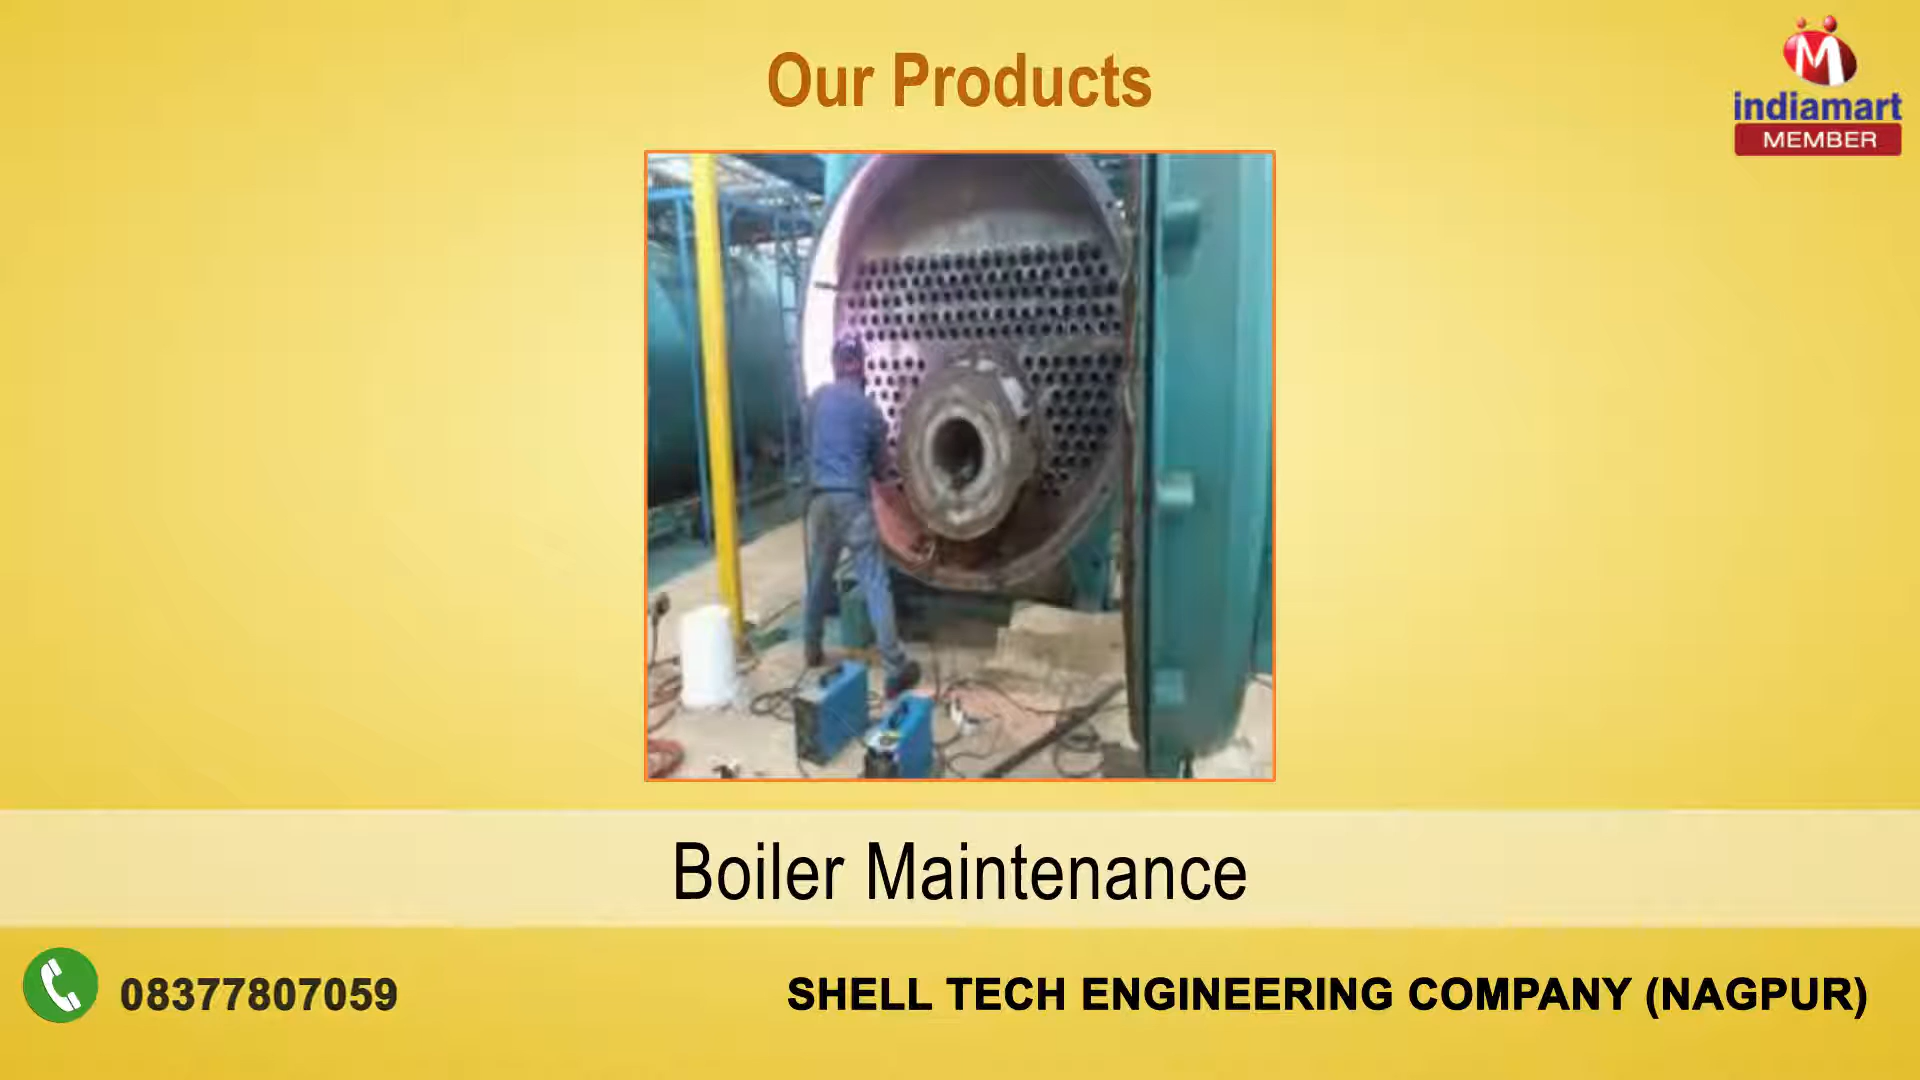 Our Products
indiamart
MEMBER
Boiler Maintenance
08377807059
SHELL TECH ENGINEERING COMPANY (NAGPUR)